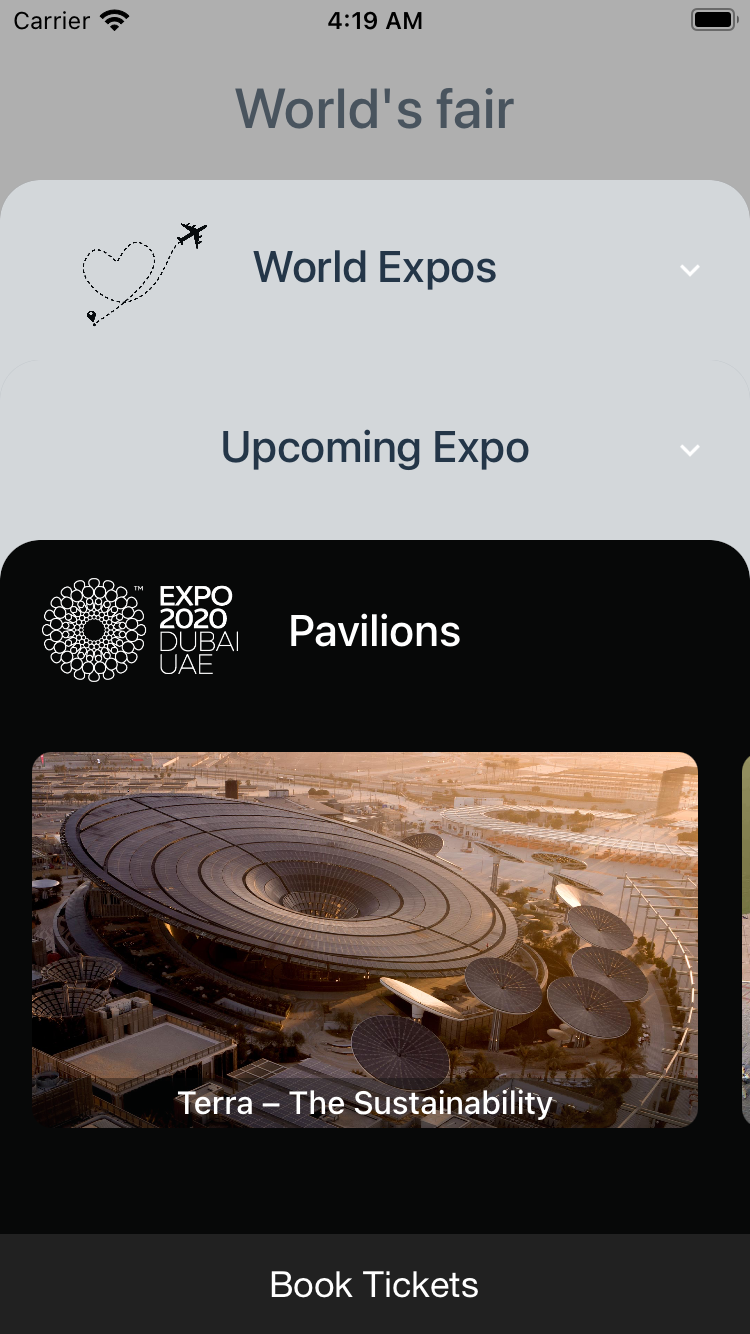 Carrier
4:19 AM
World's fair
World Expos
Upcoming Expo
EXPO
2020
DUBAI
UAE
™
Pavilions
Terra – The Sustainability
Book Tickets